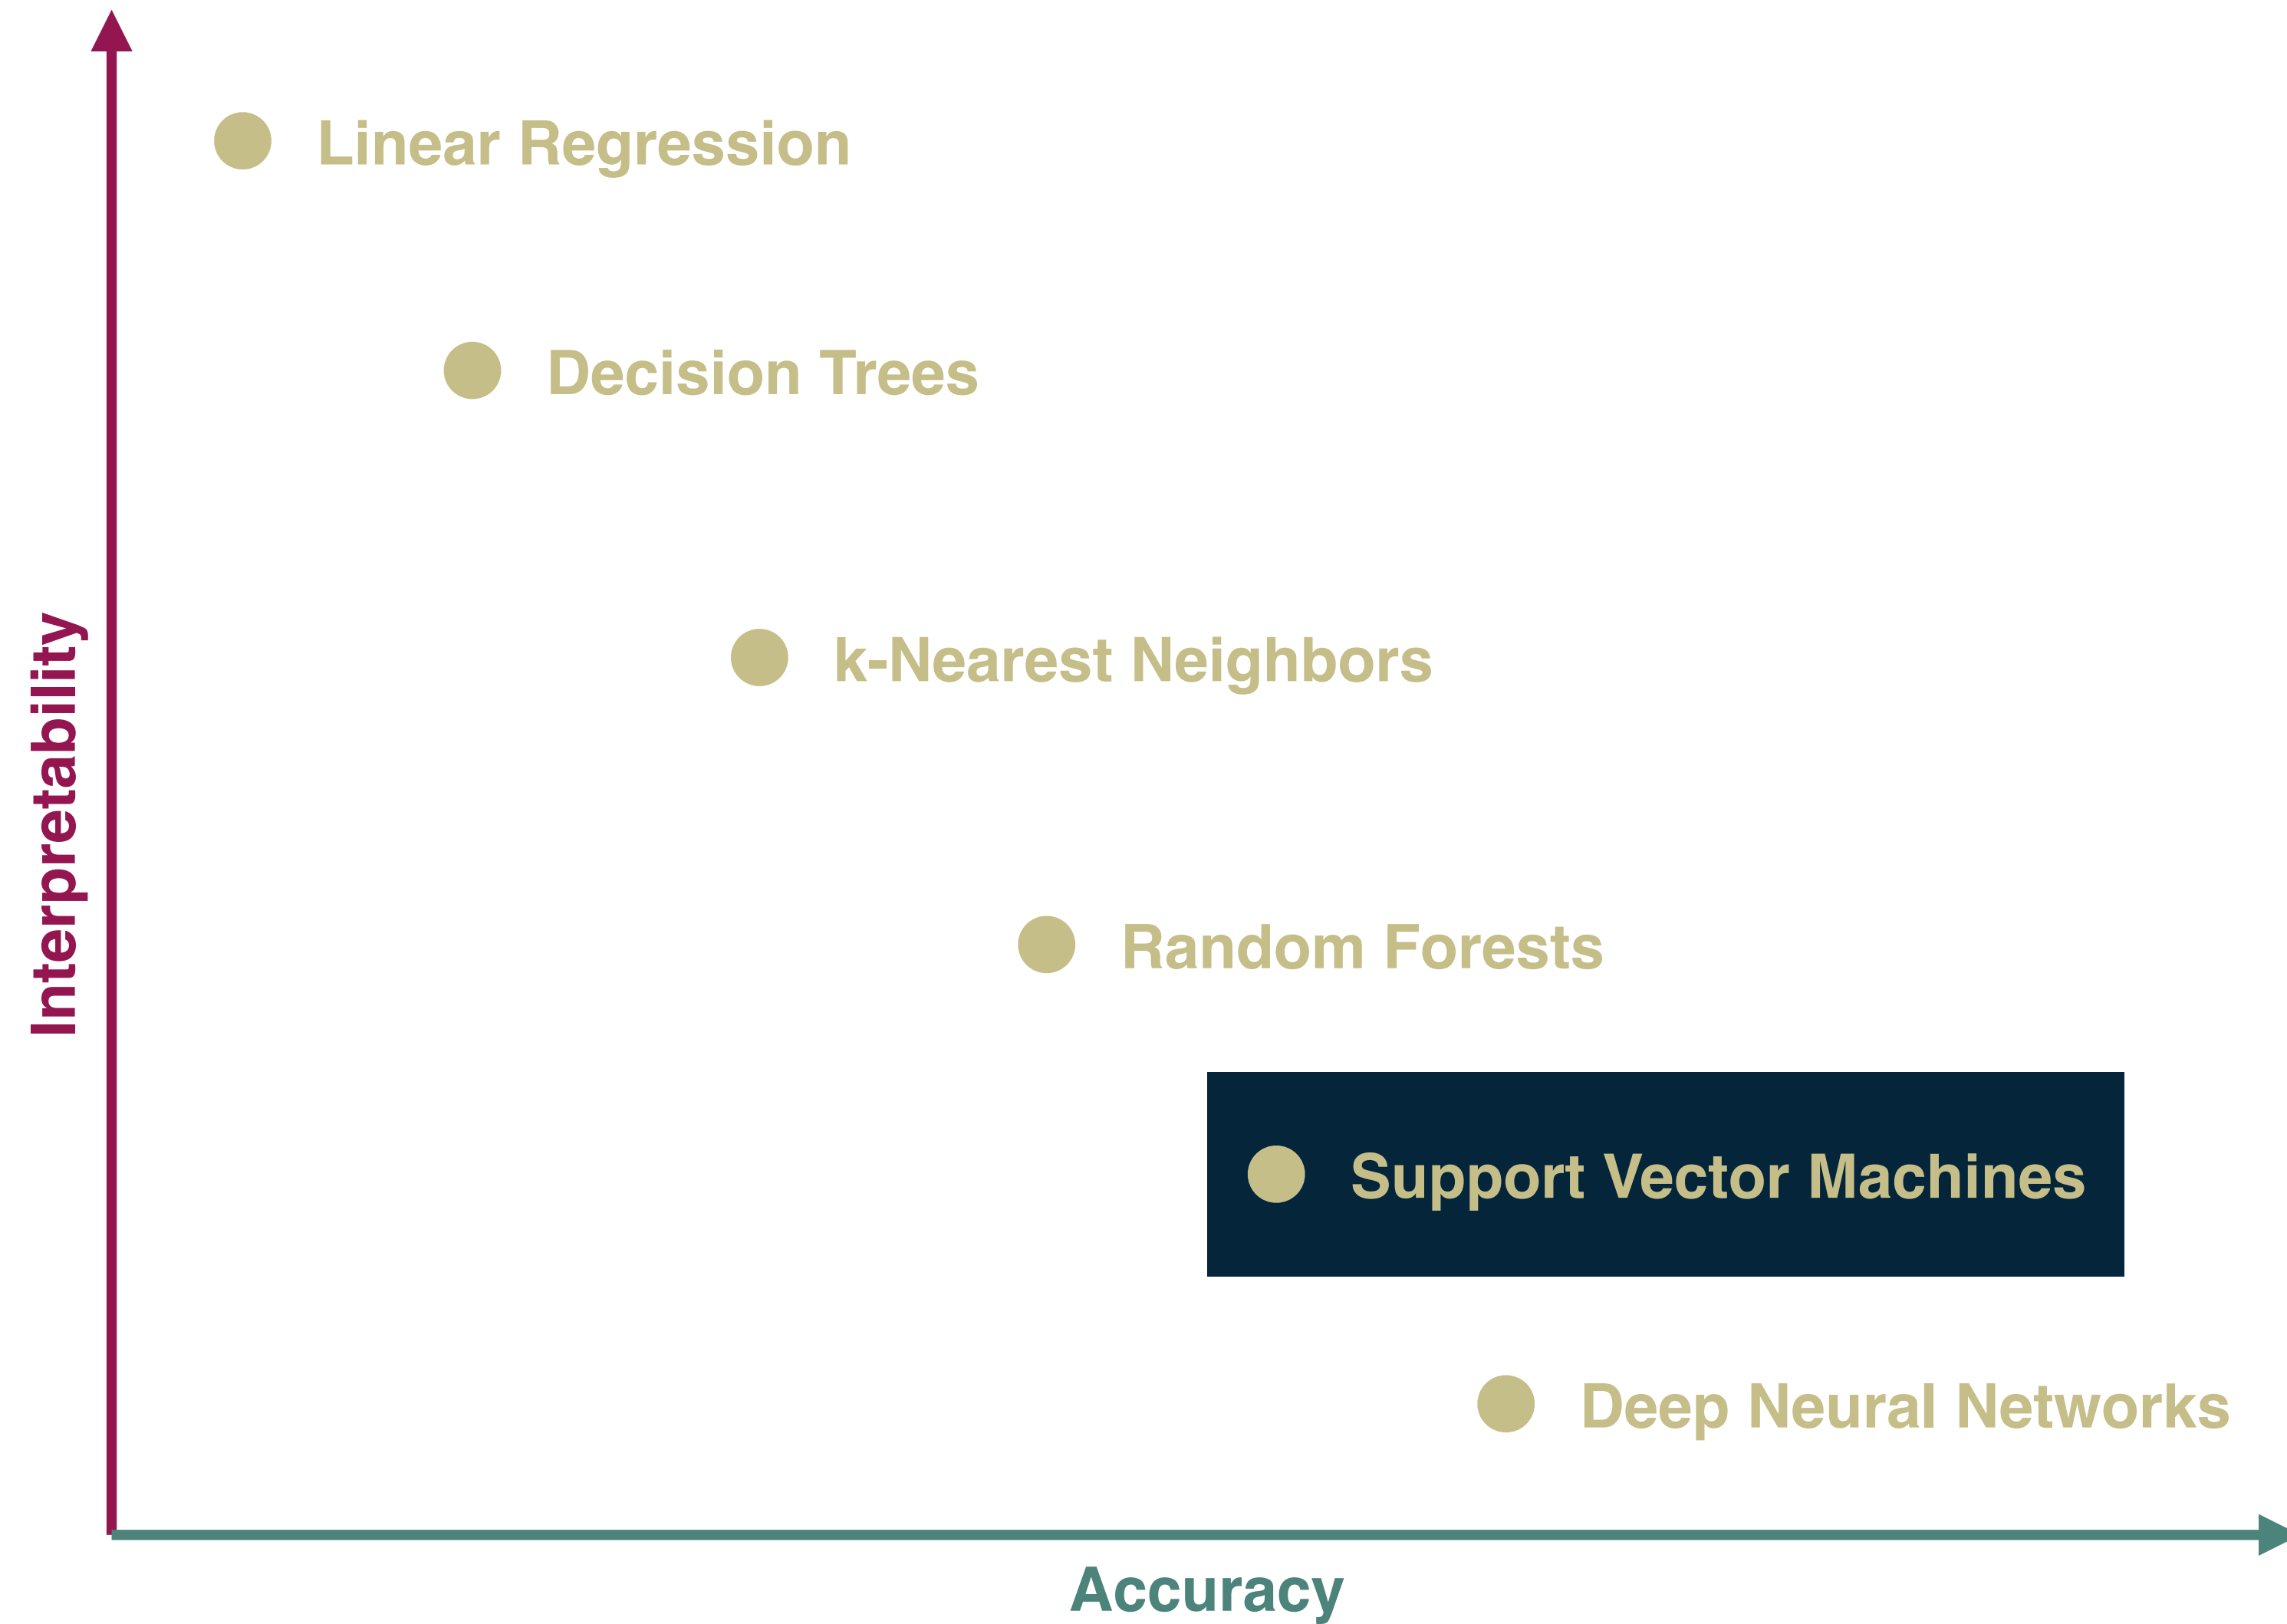 Linear Regression
Decision Trees
k-Nearest Neighbors
Interpretability
Random Forests
Support Vector Machines
Deep Neural Networks
Accuracy